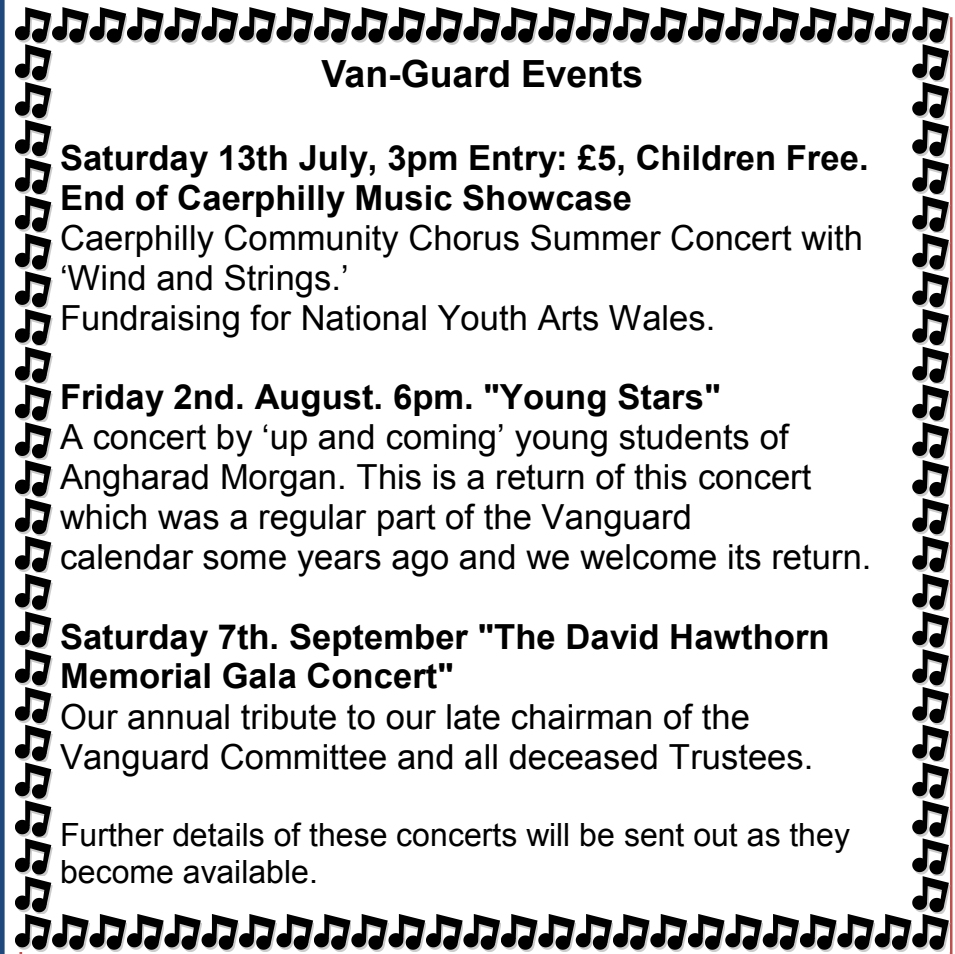 Van-Guard Events
Saturday 13th July, 3pm Entry: £5, Children Free.
End of Caerphilly Music Showcase
Caerphilly Community Chorus Summer Concert with
‘Wind and Strings.’
Fundraising for National Youth Arts Wales.
Friday 2nd. August. 6pm. "Young Stars"
A concert by ‘up and coming’ young students of
Angharad Morgan. This is a return of this concert
which was a regular part of the Vanguard
calendar some years ago and we welcome its return.
Saturday 7th. September "The David Hawthorn
Memorial Gala Concert"
Our annual tribute to our late chairman of the
Vanguard Committee and all deceased Trustees.
Further details of these concerts will be sent out as they
become available.